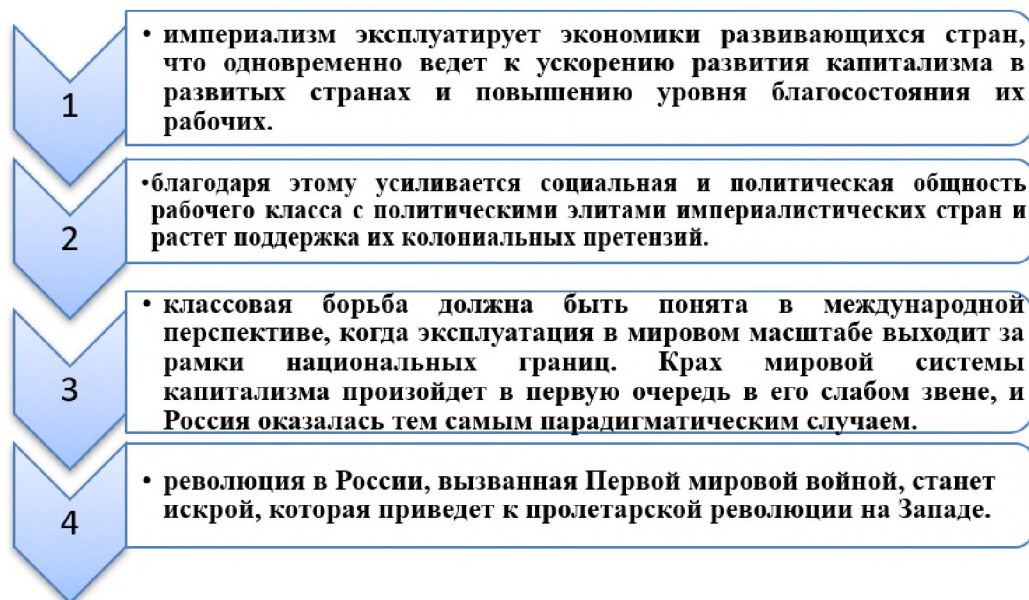 1
• империализм эксплуатирует экономики развивающихся стран,
что одновременно ведет к ускорению развития капитализма в
развитых странах и повышению уровня благосостояния их
рабочих.
2
•благодаря этому усиливается социальная и политическая общность
рабочего класса с политическими элитами империалистических стран и
растет поддержка их колониальных претензий.
3
• классовая борьба должна быть понята в международной
перспективе, когда эксплуатация в мировом масштабе выходит за
рамки национальных границ. Крах мировой системы
капитализма произойдет в первую очередь в его слабом звене, и
Россия оказалась тем самым парадигматическим случаем.
4
• революция в России, вызванная Первой мировой войной, станет
искрой, которая приведет к пролетарской революции на Западе.